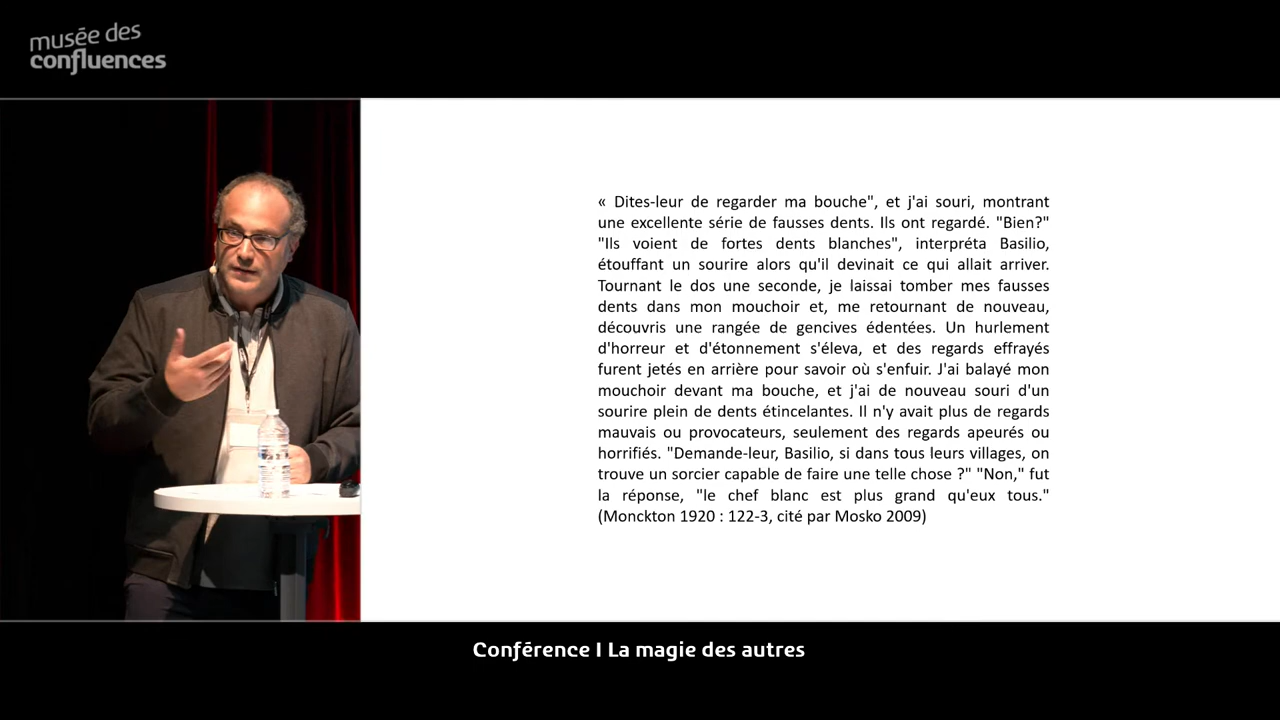 musée des
confluences
« Dites-leur de regarder ma bouche", et j'ai souri, montrant
une excellente série de fausses dents. Ils ont regardé. "Bien?"
"Ils voient de fortes dents blanches", interpréta Basilio,
étouffant un sourire alors qu'il devinait ce qui allait arriver.
Tournant le dos une seconde, je laissai tomber mes fausses
dents dans mon mouchoir et, me retournant de nouveau,
découvris une rangée de gencives édentées. Un hurlement
d'horreur et d'étonnement s'éleva, et des regards effrayés
furent jetés en arrière pour savoir où s'enfuir. J'ai balayé mon
mouchoir devant ma bouche, et j'ai de nouveau souri d'un
sourire plein de dents étincelantes. Il n'y avait plus de regards
mauvais ou provocateurs, seulement des regards apeurés ou
horrifiés. "Demande-leur, Basilio, si dans tous leurs villages, on
trouve un sorcier capable de faire une telle chose ?" "Non," fut
la réponse, "le chef blanc est plus grand qu'eux tous."
(Monckton 1920 : 122-3, cité par Mosko 2009)
Conférence I La magie des autres